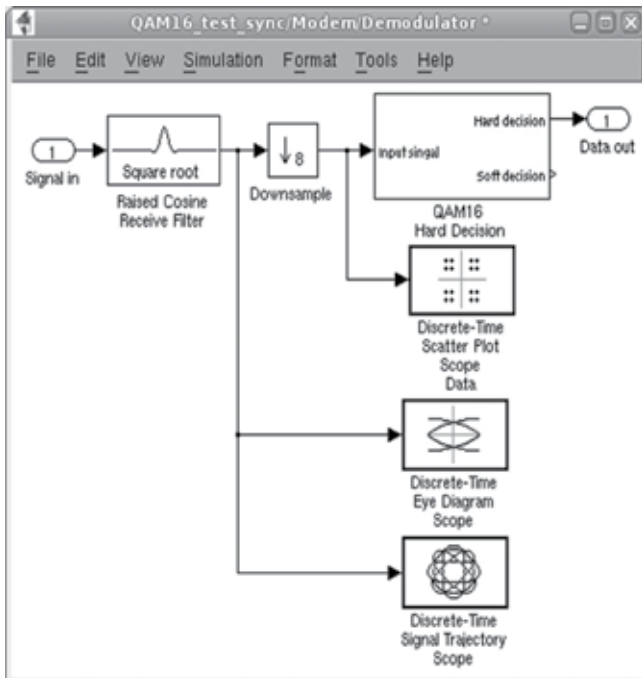 QAM16_test_sync/Modem/Demodulator *
File Edit View Simulation Format Tools Help
1
Signal in
Square root
Raised Cosine
Receive Filter
8
Downsample
Input singal
Hard decision
Soft decision
QAM16
Hard Decision
1
Data out
Discrete-Time
Scatter Plot
Scope
Data
Discrete-Time
Eye Diagram
Scope
Discrete-Time
Signal Trajectory
Scope